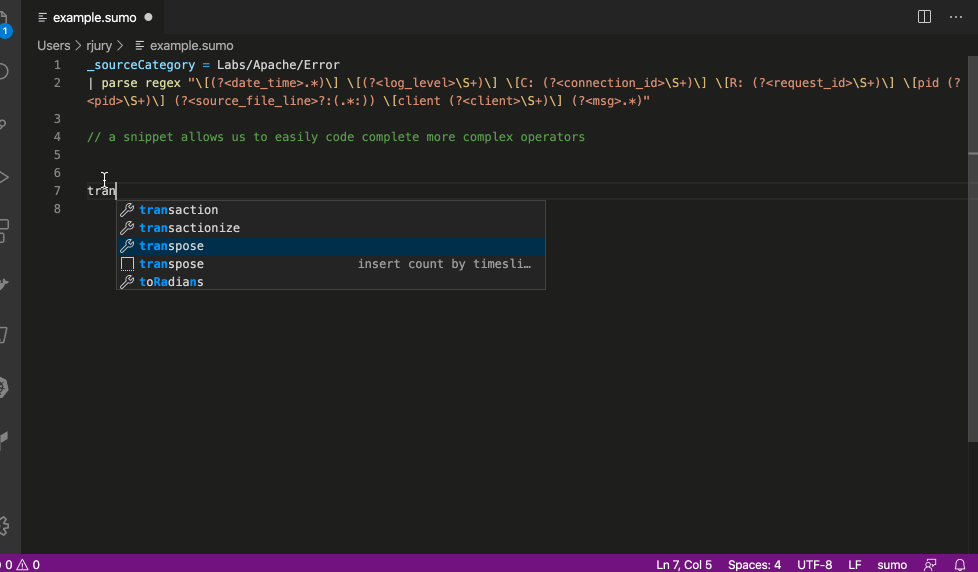 example.sumo
1
Users > rjury > example.sumo
1 _sourceCategory = Labs/Apache/Error
2 | parse regex "\[(?<date_time>.*)\] \[(?<log_level>\S+)\] \[C: (?<connection_id>\S+)\] \[R: (?<request_id>\S+)\] \[pid (?
<pid>\S+)\] (?<source_file_line>?:(.*:)) \[client (?<client>\S+)\] (?<msg>.*)"
3
4 // a snippet allows us to easily code complete more complex operators
5
6
7 tran
8
transaction
transactionize
transpose
transpose insert count by timesli…
toRadians
0 0 Ln 7, Col 5 Spaces: 4 UTF-8 LF sumo